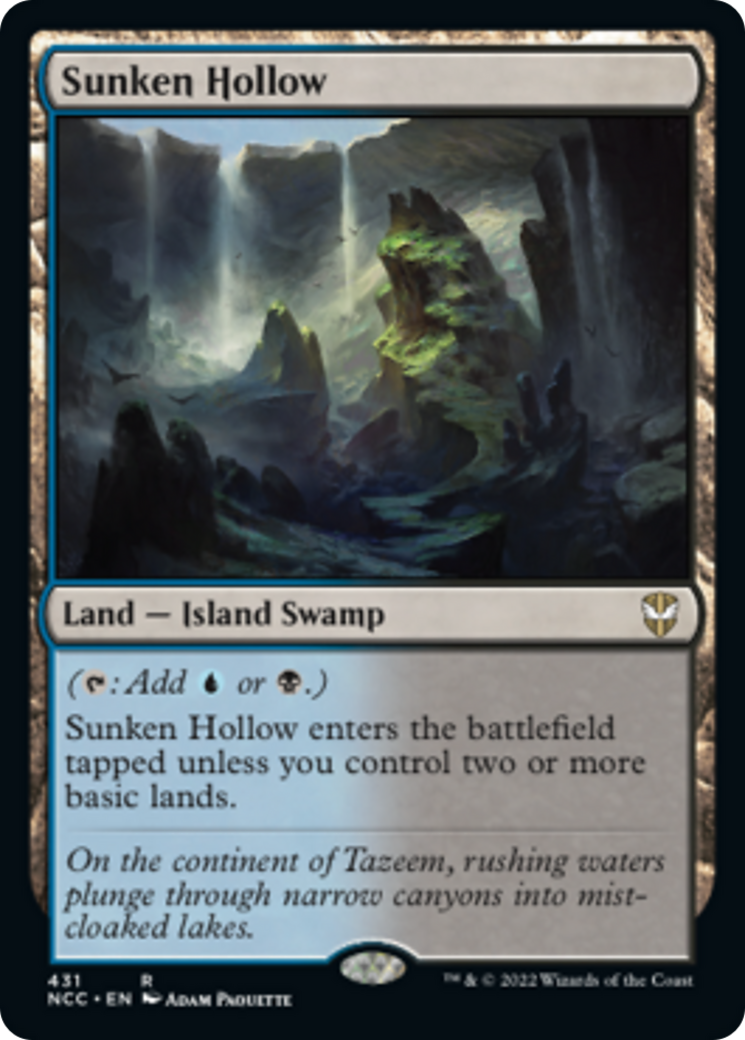 Sunken Hollow
Land — Island Swamp
(: Add or .)
Sunken Hollow enters the battlefield
tapped unless you control two or more
basic lands.
On the continent of Tazeem, rushing waters
plunge through narrow canyons into mist-
cloaked lakes.
431 R
NCC • EN Adam Paquette
™ & © 2022 Wizards of the Coast